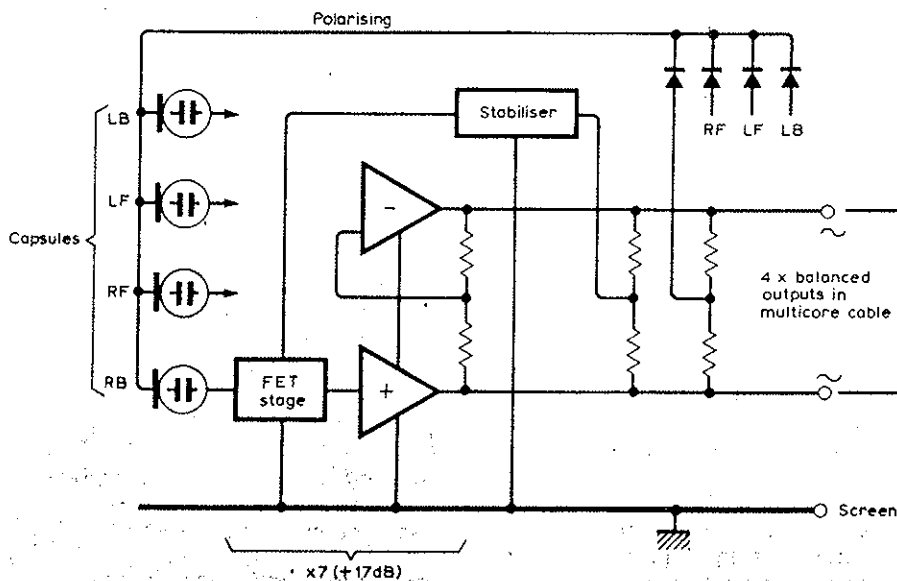 Polarising
LB
LF
Capsules
RF
RB
Stabiliser
RF LF LB
−
FET
stage
+
~
4 x balanced
outputs in
multicore cable
~
Screen
x7 (+17dB)